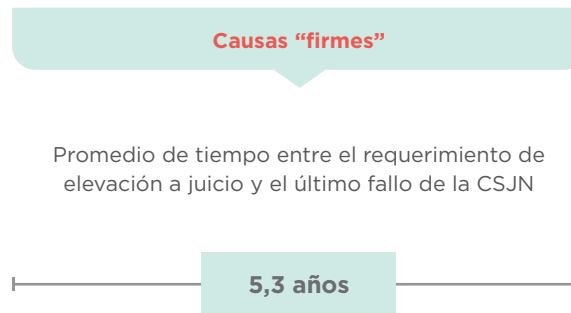 Causas “firmes”
Promedio de tiempo entre el requerimiento de
elevación a juicio y el último fallo de la CSJN
5,3 años